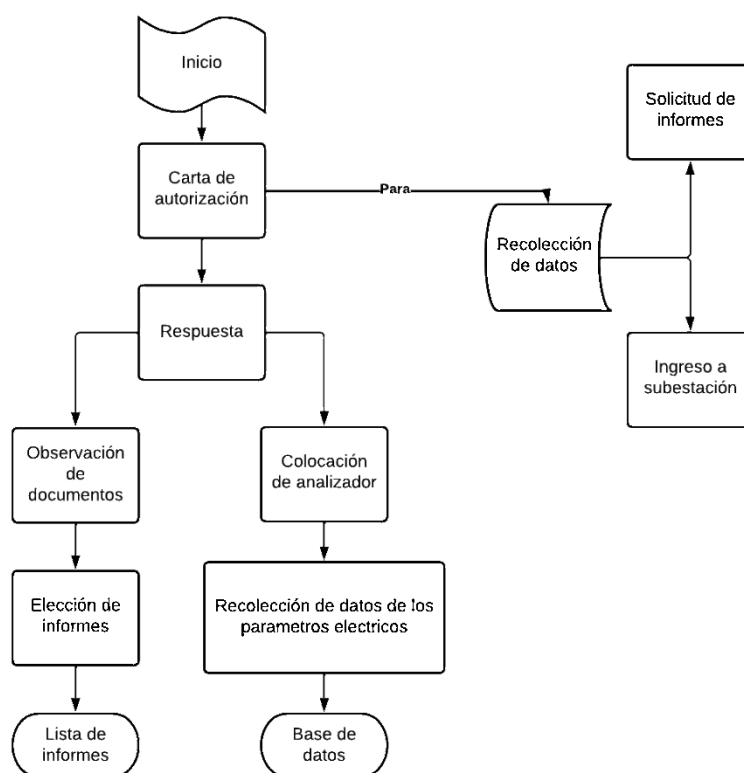 Inicio
Solicitud de
informes
Carta de
autorización
Para
Recolección
de datos
Respuesta
Ingreso a
subestación
Observación
de
documentos
Colocación
de analizador
Elección de
informes
Recolección de datos de los
parametros electricos
Lista de
informes
Base de
datos